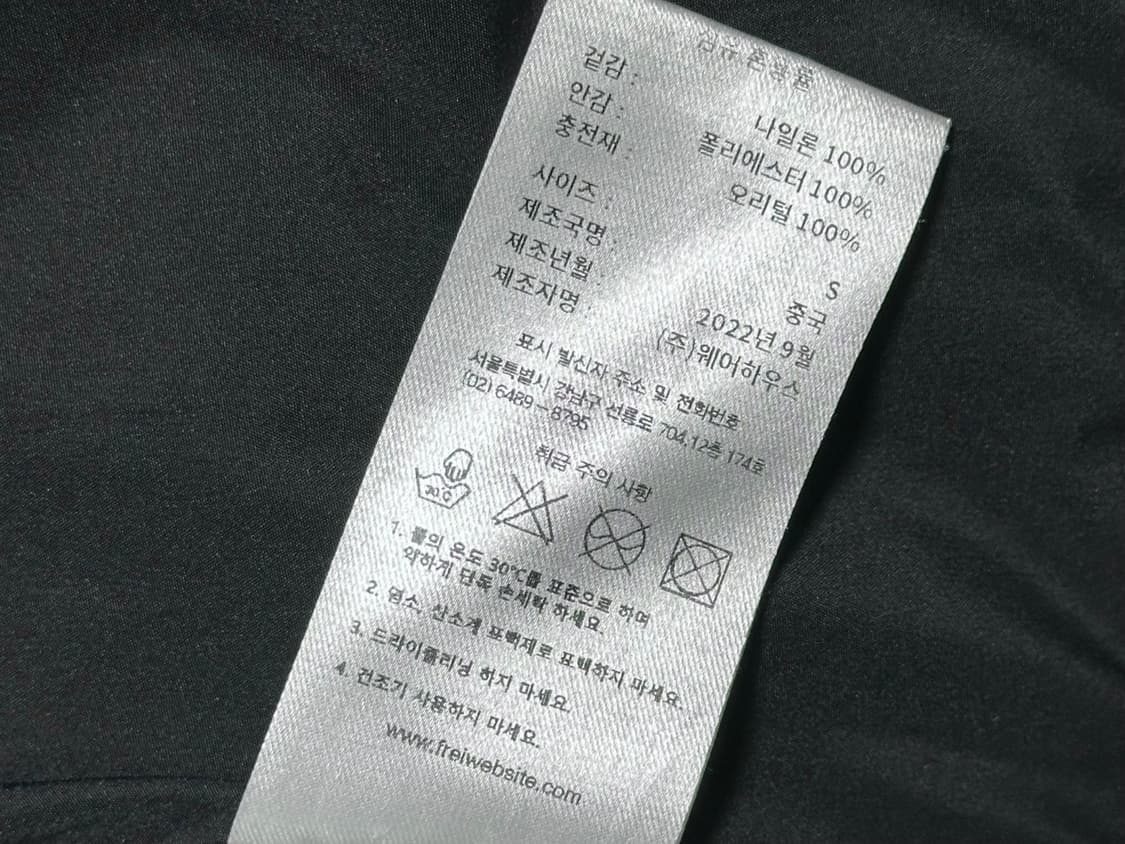 섬유 혼용률
겉감 : 나일론 100%
안감 : 폴리에스터 100%
충전재 : 오리털 100%
사이즈 : S
제조국명 : 중국
제조년월 : 2022년 9월
제조자명 : (주)웨어하우스
표시 발신자 주소 및 전화번호
서울특별시 강남구 선릉로 704,12층 174호
(02) 6489-8795
취급 주의 사항
30℃
1. 물의 온도 30℃를 표준으로 하며
약하게 단독 손세탁 하세요.
2. 염소, 산소계 표백제로 표백하지 마세요.
3. 드라이클리닝 하지 마세요.
4. 건조기 사용하지 마세요.
www.freiwebsite.com